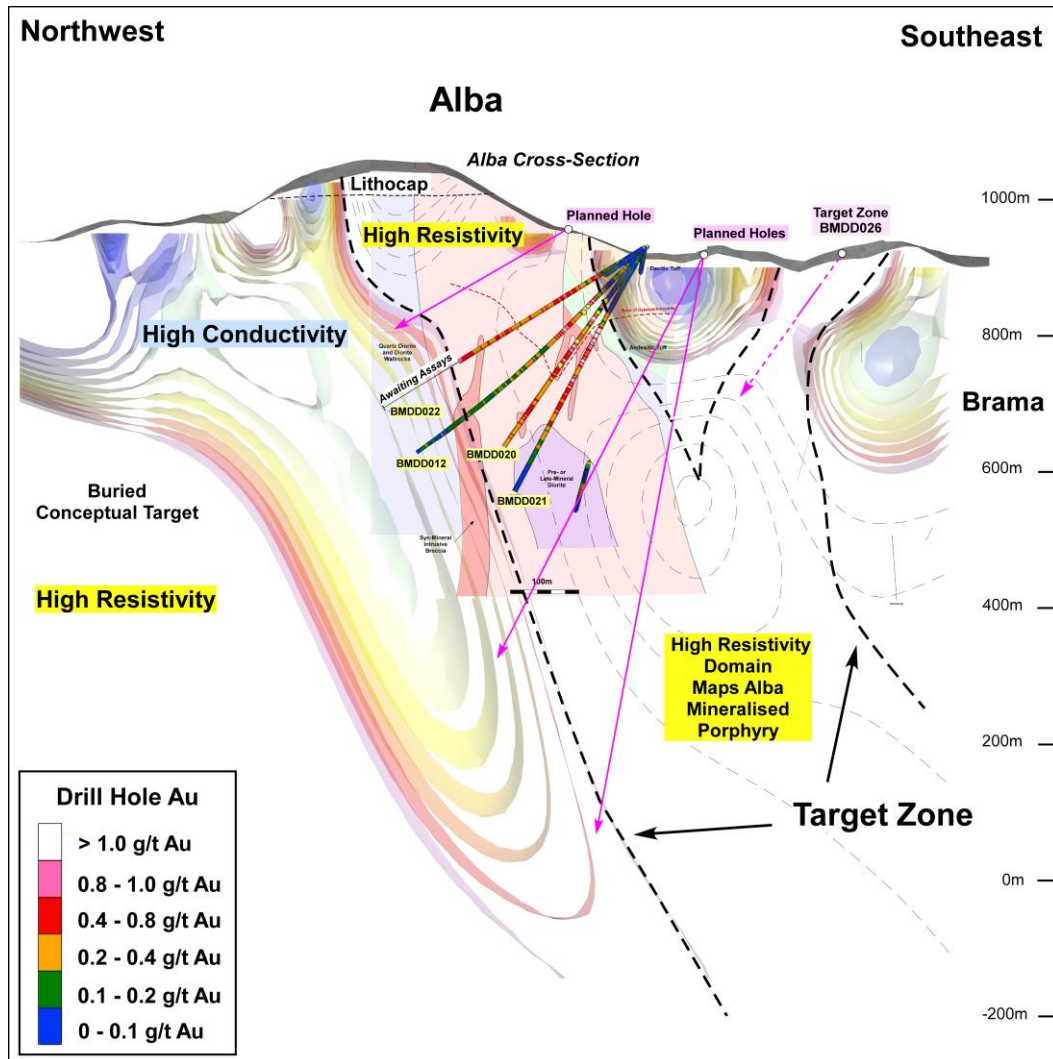 Northwest
Southeast
Alba
Alba Cross-Section
Lithocap
1000m
Planned Hole
Planned Holes
Target Zone
BMDD026
High Resistivity
Dacitic Tuff
High Conductivity
800m
Andesitic Tuff
Quartz Diorite
and Diorite
Wallrocks
Awaiting Assays
BMDD022
Brama
BMDD012
BMDD020
600m
Pre- or
Late-Mineral
Diorite
BMDD021
Buried
Conceptual Target
Syn-Mineral
Intrusive
Breccia
100m
High Resistivity
400m
High Resistivity
Domain
Maps Alba
Mineralised
Porphyry
200m
Target Zone
Drill Hole Au
> 1.0 g/t Au
0.8 - 1.0 g/t Au
0.4 - 0.8 g/t Au
0.2 - 0.4 g/t Au
0.1 - 0.2 g/t Au
0 - 0.1 g/t Au
0m
-200m